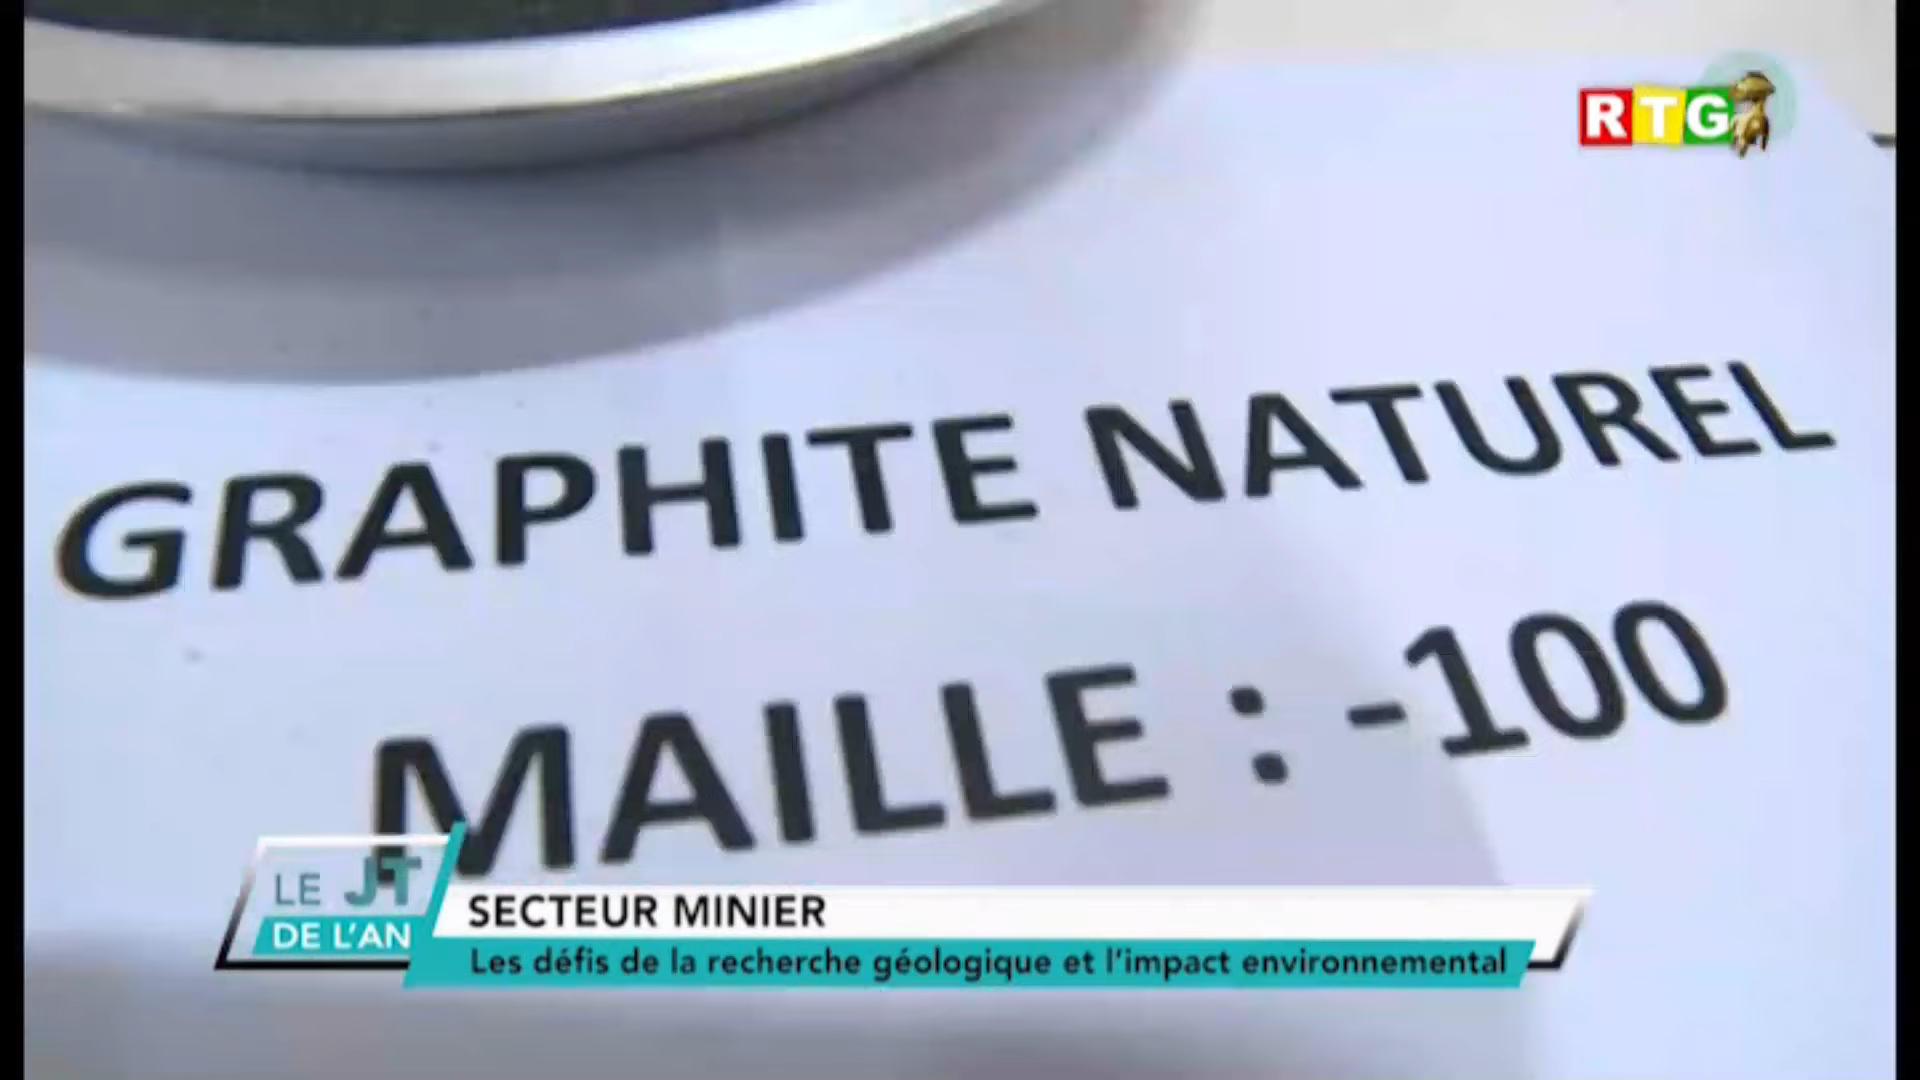 RTG
GRAPHITE NATUREL
MAILLE : -100
LE JT
DE L'AN
SECTEUR MINIER
Les défis de la recherche géologique et l'impact environnemental